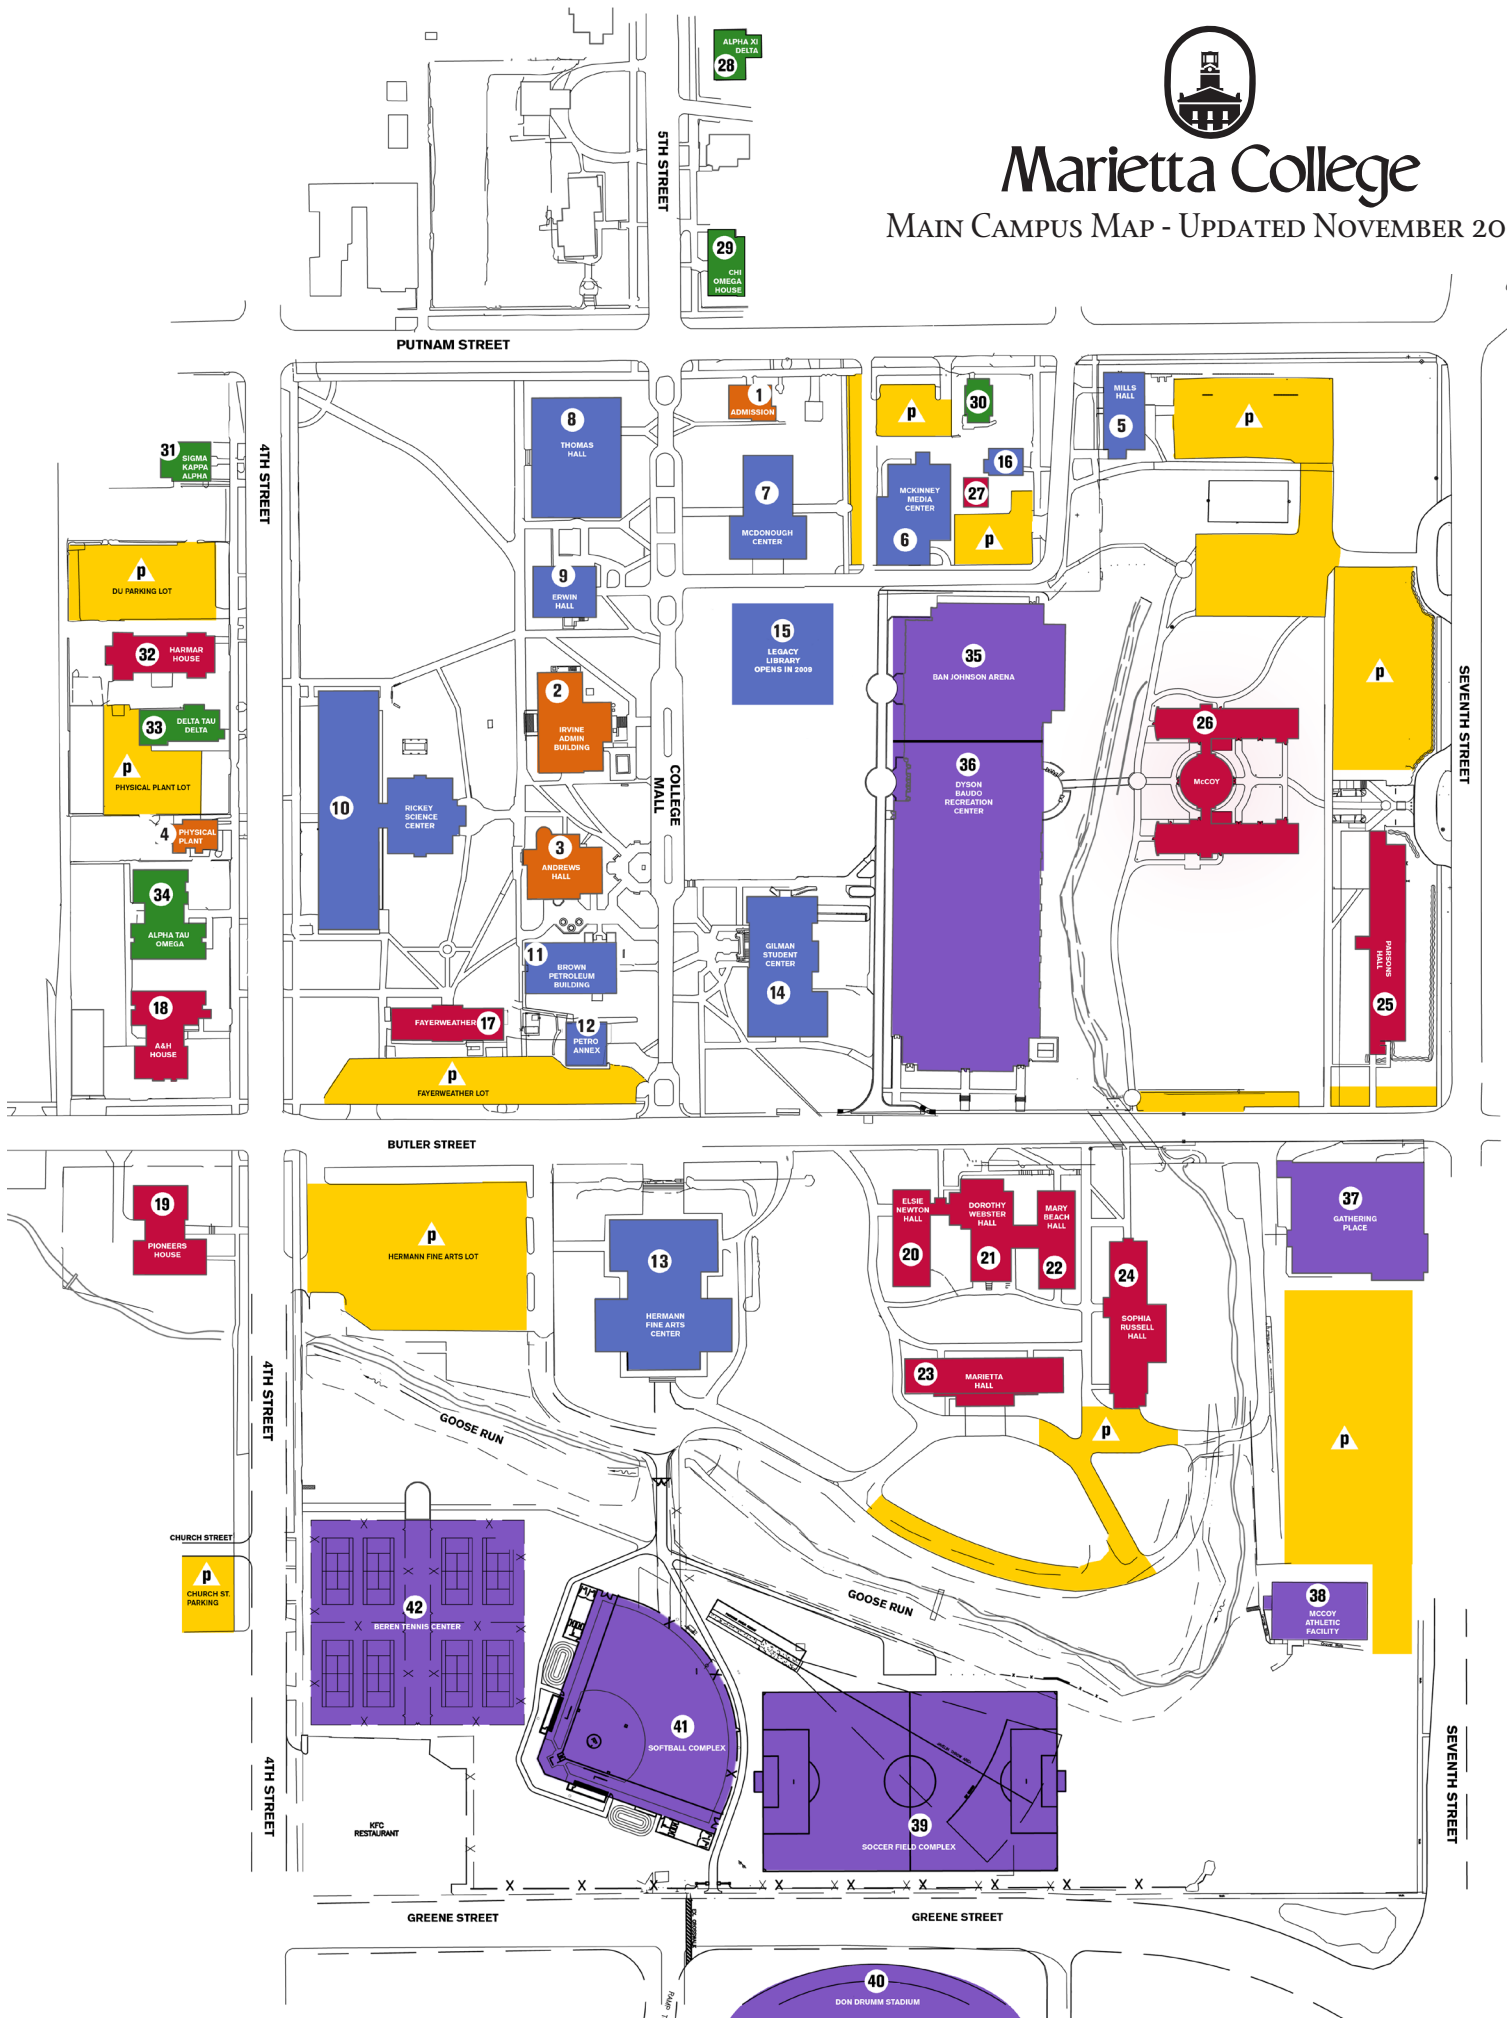 ALPHA XI
DELTA
28
Marietta College
MAIN CAMPUS MAP - UPDATED NOVEMBER 20
5TH STREET
29
CHI
OMEGA
HOUSE
PUTNAM STREET
1
ADMISSION
8
THOMAS
HALL
P
30
MILLS
HALL
5
P
31
SIGMA
KAPPA
ALPHA
4TH STREET
7
MCDONOUGH
CENTER
16
27
MCKINNEY
MEDIA
CENTER
6
P
P
DU PARKING LOT
9
ERWIN
HALL
15
LEGACY
LIBRARY
OPENS IN 2009
35
BAN JOHNSON ARENA
32
HARMAR
HOUSE
P
SEVENTH STREET
2
IRVINE
ADMIN
BUILDING
33
DELTA TAU
DELTA
26
McCOY
P
PHYSICAL PLANT LOT
COLLEGE
MALL
36
DYSON
BAUDO
RECREATION
CENTER
10
RICKEY
SCIENCE
CENTER
4
PHYSICAL
PLANT
3
ANDREWS
HALL
34
ALPHA TAU
OMEGA
11
BROWN
PETROLEUM
BUILDING
GILMAN
STUDENT
CENTER
14
PARSONS
HALL
25
18
A&H
HOUSE
FAYERWEATHER
17
12
PETRO
ANNEX
P
FAYERWEATHER LOT
BUTLER STREET
19
PIONEERS
HOUSE
P
HERMANN FINE ARTS LOT
13
HERMANN
FINE ARTS
CENTER
ELSIE
NEWTON
HALL
20
DOROTHY
WEBSTER
HALL
21
MARY
BEACH
HALL
22
24
SOPHIA
RUSSELL
HALL
37
GATHERING
PLACE
23
MARIETTA
HALL
4TH STREET
GOOSE RUN
P
P
CHURCH STREET
P
CHURCH ST.
PARKING
42
BEREN TENNIS CENTER
GOOSE RUN
38
MCCOY
ATHLETIC
FACILITY
41
SOFTBALL COMPLEX
39
SOCCER FIELD COMPLEX
4TH STREET
KFC
RESTAURANT
SEVENTH STREET
GREENE STREET
GREENE STREET
40
DON DRUMM STADIUM
RAMP